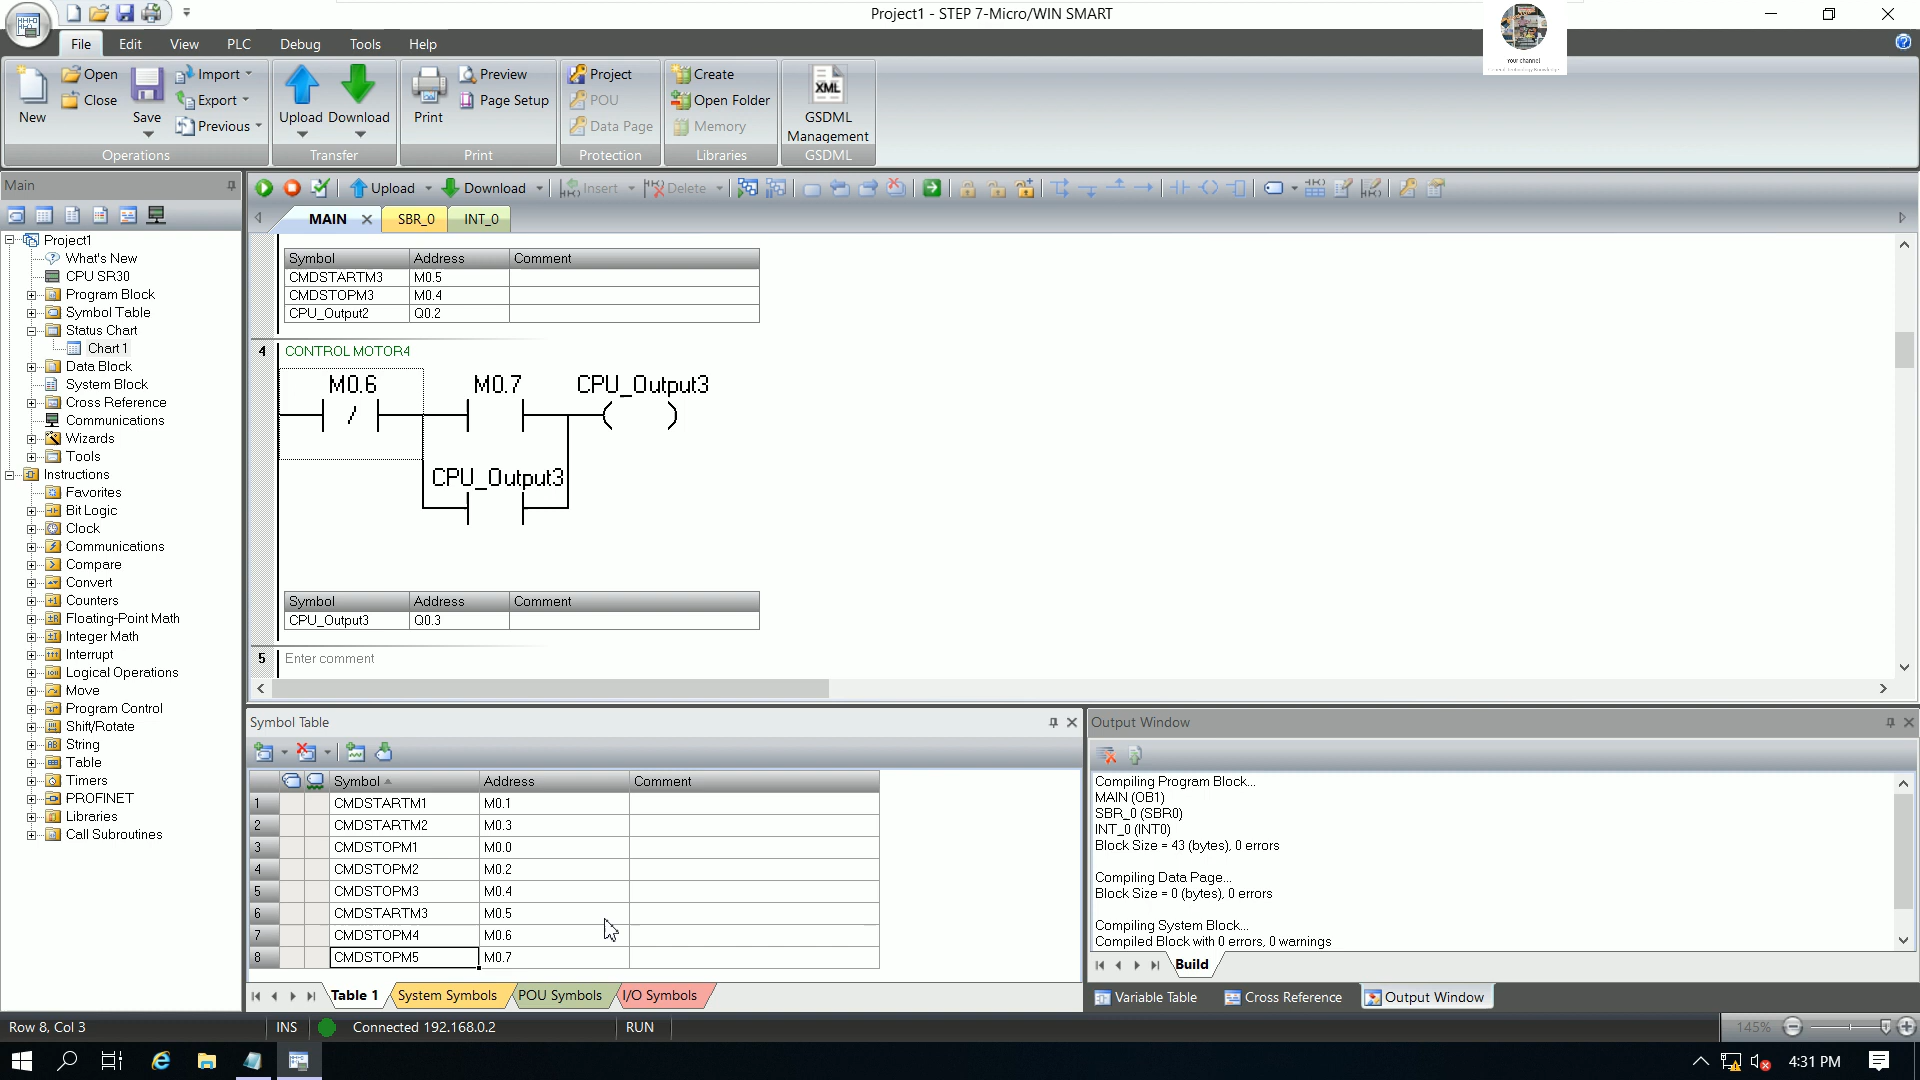 Project1 - STEP 7-Micro/WIN SMART
Your channel
File Edit View PLC Debug Tools Help
New
Open
Close
Save
Import
Export
Previous
Operations
Upload Download
Transfer
Print
Preview
Page Setup
Print
Project
POU
Data Page
Protection
Create
Open Folder
Memory
Libraries
XML
GSDML
Management
GSDML
Main
Upload Download Insert Delete
MAIN SBR_0 INT_0
Project1
What's New
CPU SR30
Program Block
Symbol Table
Status Chart
Chart 1
Data Block
System Block
Cross Reference
Communications
Wizards
Tools
Instructions
Favorites
Bit Logic
Clock
Communications
Compare
Convert
Counters
Floating-Point Math
Integer Math
Interrupt
Logical Operations
Move
Program Control
Shift/Rotate
String
Table
Timers
PROFINET
Libraries
Call Subroutines
Symbol Address Comment
CMDSTARTM3 M0.5
CMDSTOPM3 M0.4
CPU_Output2 Q0.2
4 CONTROL MOTOR4
M0.6 M0.7 CPU_Output3
CPU_Output3
Symbol Address Comment
CPU_Output3 Q0.3
5 Enter comment
Symbol Table
Symbol Address Comment
1 CMDSTARTM1 M0.1
2 CMDSTARTM2 M0.3
3 CMDSTOPM1 M0.0
4 CMDSTOPM2 M0.2
5 CMDSTOPM3 M0.4
6 CMDSTARTM3 M0.5
7 CMDSTOPM4 M0.6
8 CMDSTOPM5 M0.7
Table 1 System Symbols POU Symbols I/O Symbols
Output Window
Compiling Program Block...
MAIN (OB1)
SBR_0 (SBR0)
INT_0 (INT0)
Block Size = 43 (bytes), 0 errors
Compiling Data Page...
Block Size = 0 (bytes), 0 errors
Compiling System Block...
Compiled Block with 0 errors, 0 warnings
Build
Variable Table Cross Reference Output Window
Row 8, Col 3 INS Connected 192.168.0.2 RUN 145%
4:31 PM